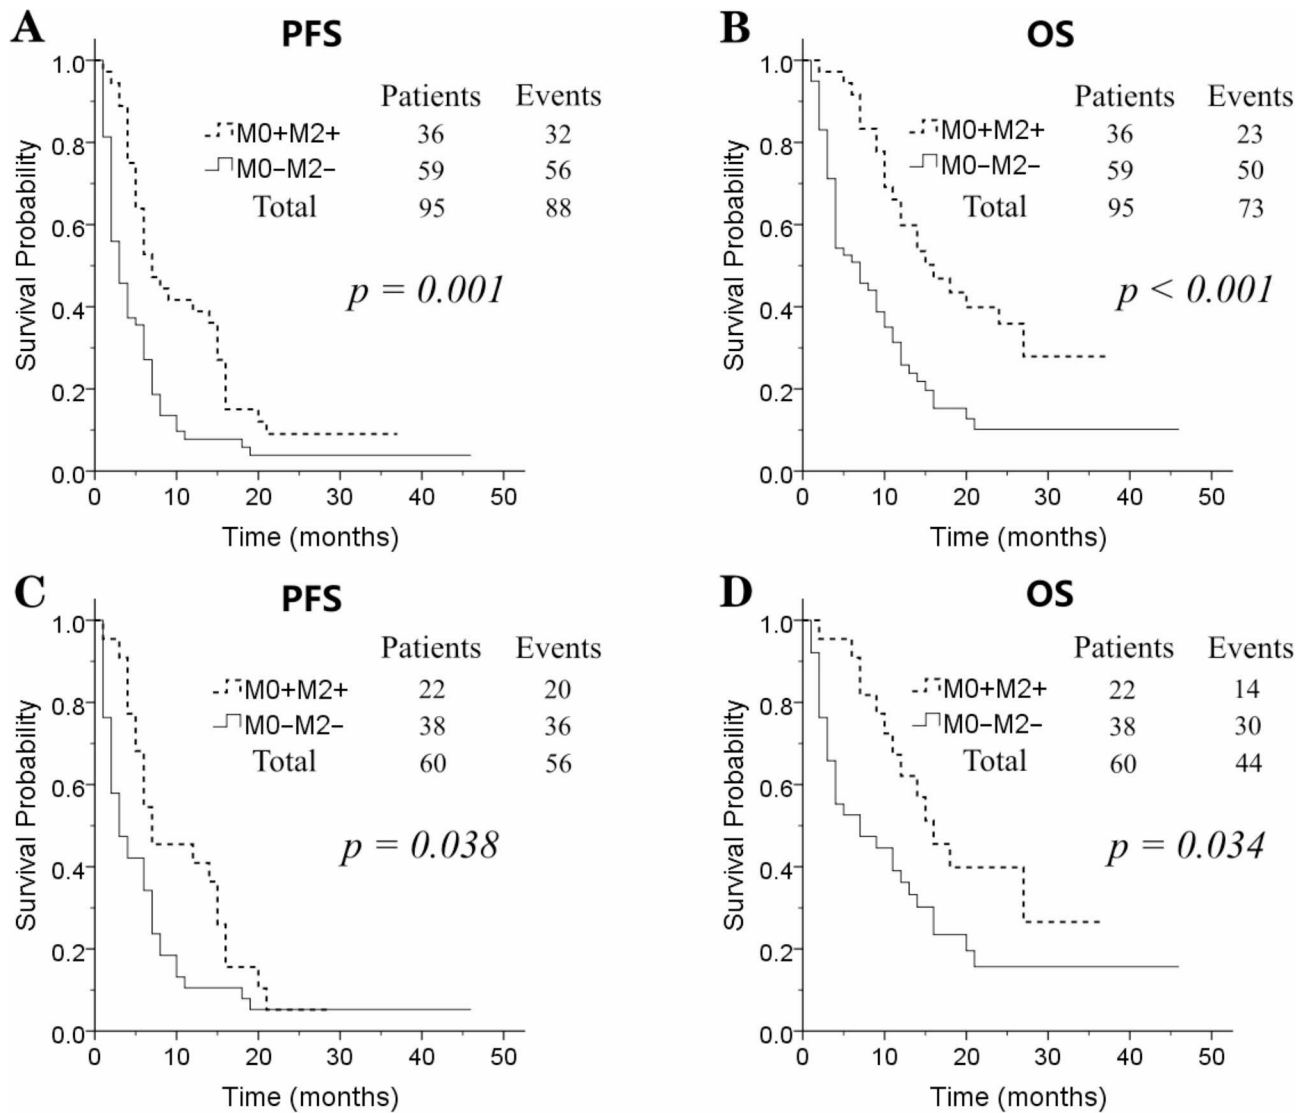 A
PFS
Patients Events
M0+M2+ 36 32
M0−M2− 59 56
Total 95 88
p = 0.001
Survival Probability
1.0
0.8
0.6
0.4
0.2
0.0
0 10 20 30 40 50
Time (months)
B
OS
Patients Events
M0+M2+ 36 23
M0−M2− 59 50
Total 95 73
p < 0.001
Survival Probability
1.0
0.8
0.6
0.4
0.2
0.0
0 10 20 30 40 50
Time (months)
C
PFS
Patients Events
M0+M2+ 22 20
M0−M2− 38 36
Total 60 56
p = 0.038
Survival Probability
1.0
0.8
0.6
0.4
0.2
0.0
0 10 20 30 40 50
Time (months)
D
OS
Patients Events
M0+M2+ 22 14
M0−M2− 38 30
Total 60 44
p = 0.034
Survival Probability
1.0
0.8
0.6
0.4
0.2
0.0
0 10 20 30 40 50
Time (months)